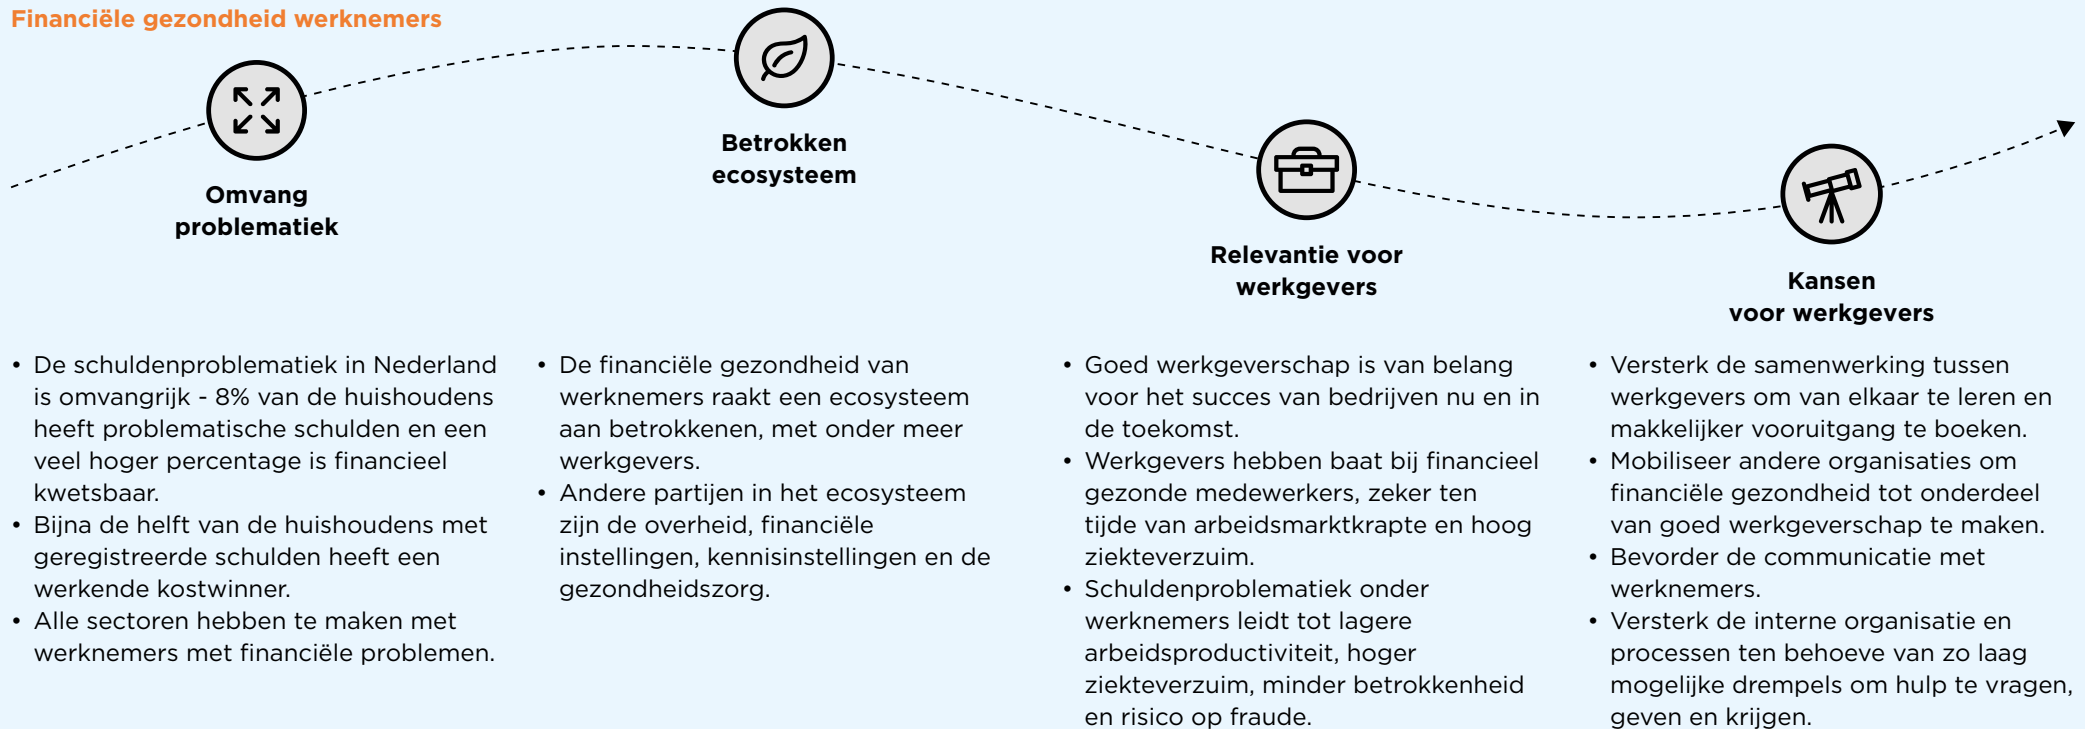 Financiële gezondheid werknemers
Omvang
problematiek
• De schuldenproblematiek in Nederland
is omvangrijk - 8% van de huishoudens
heeft problematische schulden en een
veel hoger percentage is financieel
kwetsbaar.
• Bijna de helft van de huishoudens met
geregistreerde schulden heeft een
werkende kostwinner.
• Alle sectoren hebben te maken met
werknemers met financiële problemen.
Betrokken
ecosysteem
• De financiële gezondheid van
werknemers raakt een ecosysteem
aan betrokkenen, met onder meer
werkgevers.
• Andere partijen in het ecosysteem
zijn de overheid, financiële
instellingen, kennisinstellingen en de
gezondheidszorg.
Relevantie voor
werkgevers
• Goed werkgeverschap is van belang
voor het succes van bedrijven nu en in
de toekomst.
• Werkgevers hebben baat bij financieel
gezonde medewerkers, zeker ten
tijde van arbeidsmarktkrapte en hoog
ziekteverzuim.
• Schuldenproblematiek onder
werknemers leidt tot lagere
arbeidsproductiviteit, hoger
ziekteverzuim, minder betrokkenheid
en risico op fraude.
Kansen
voor werkgevers
• Versterk de samenwerking tussen
werkgevers om van elkaar te leren en
makkelijker vooruitgang te boeken.
• Mobiliseer andere organisaties om
financiële gezondheid tot onderdeel
van goed werkgeverschap te maken.
• Bevorder de communicatie met
werknemers.
• Versterk de interne organisatie en
processen ten behoeve van zo laag
mogelijke drempels om hulp te vragen,
geven en krijgen.